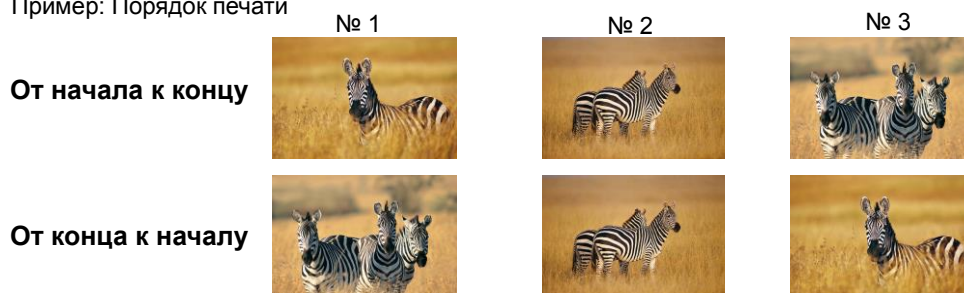 Пример: Порядок печати
№ 1
№ 2
№ 3
От начала к концу
От конца к началу